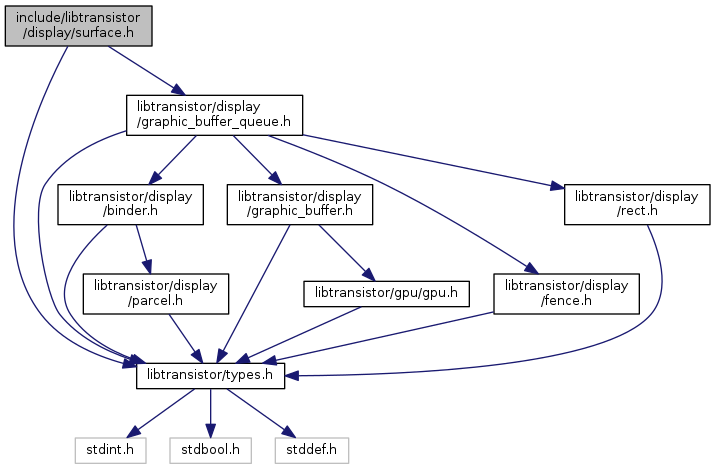 include/libtransistor
/display/surface.h
libtransistor/display
/graphic_buffer_queue.h
libtransistor/display
/binder.h
libtransistor/display
/graphic_buffer.h
libtransistor/display
/rect.h
libtransistor/display
/parcel.h
libtransistor/gpu/gpu.h
libtransistor/display
/fence.h
libtransistor/types.h
stdint.h
stdbool.h
stddef.h